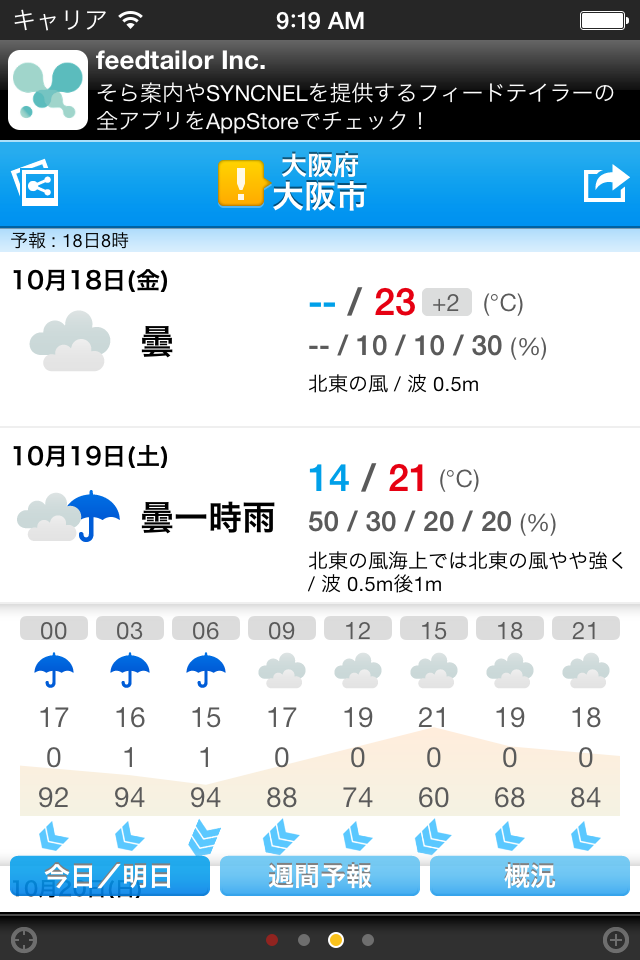 キャリア 9:19 AM
feedtailor Inc.
そら案内やSYNCNELを提供するフィードテイラーの
全アプリをAppStoreでチェック！
大阪府
大阪市
予報 : 18日8時
10月18日(金)
曇
-- / 23 +2 (°C)
-- / 10 / 10 / 30 (%)
北東の風 / 波 0.5m
10月19日(土)
曇一時雨
14 / 21 (°C)
50 / 30 / 20 / 20 (%)
北東の風海上では北東の風やや強く
/ 波 0.5m後1m
00 03 06 09 12 15 18 21
17 16 15 17 19 21 19 18
0 1 1 0 0 0 0 0
92 94 94 88 74 60 68 84
今日／明日 週間予報 概況
10月20日(日)